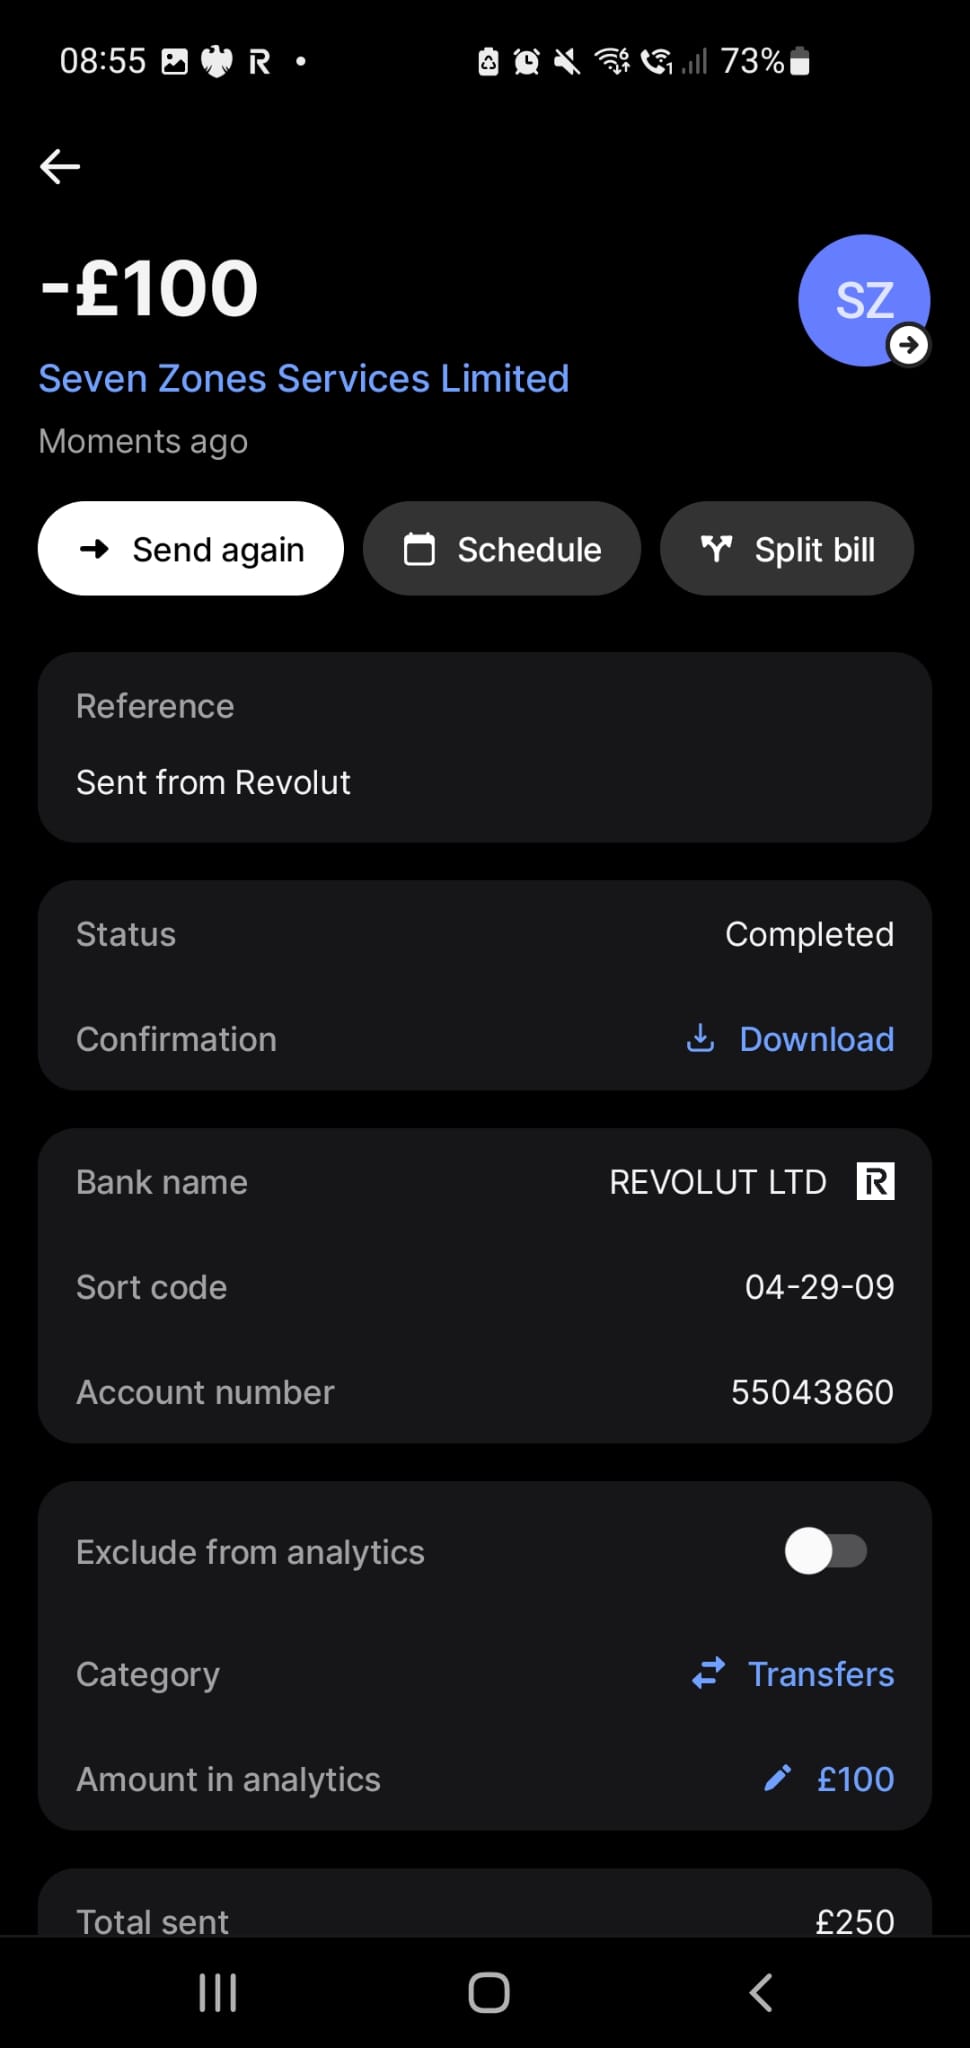 08:55 73%
-£100
SZ
Seven Zones Services Limited
Moments ago
Send again Schedule Split bill
Reference
Sent from Revolut
Status Completed
Confirmation Download
Bank name REVOLUT LTD R
Sort code 04-29-09
Account number 55043860
Exclude from analytics
Category Transfers
Amount in analytics £100
Total sent £250